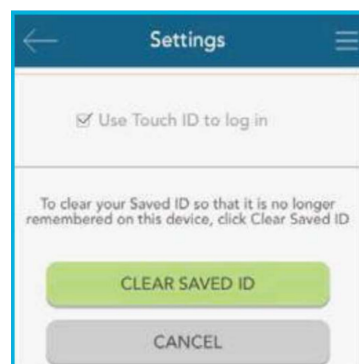 Settings
Use Touch ID to log in
To clear your Saved ID so that it is no longer
remembered on this device, click Clear Saved ID
CLEAR SAVED ID
CANCEL